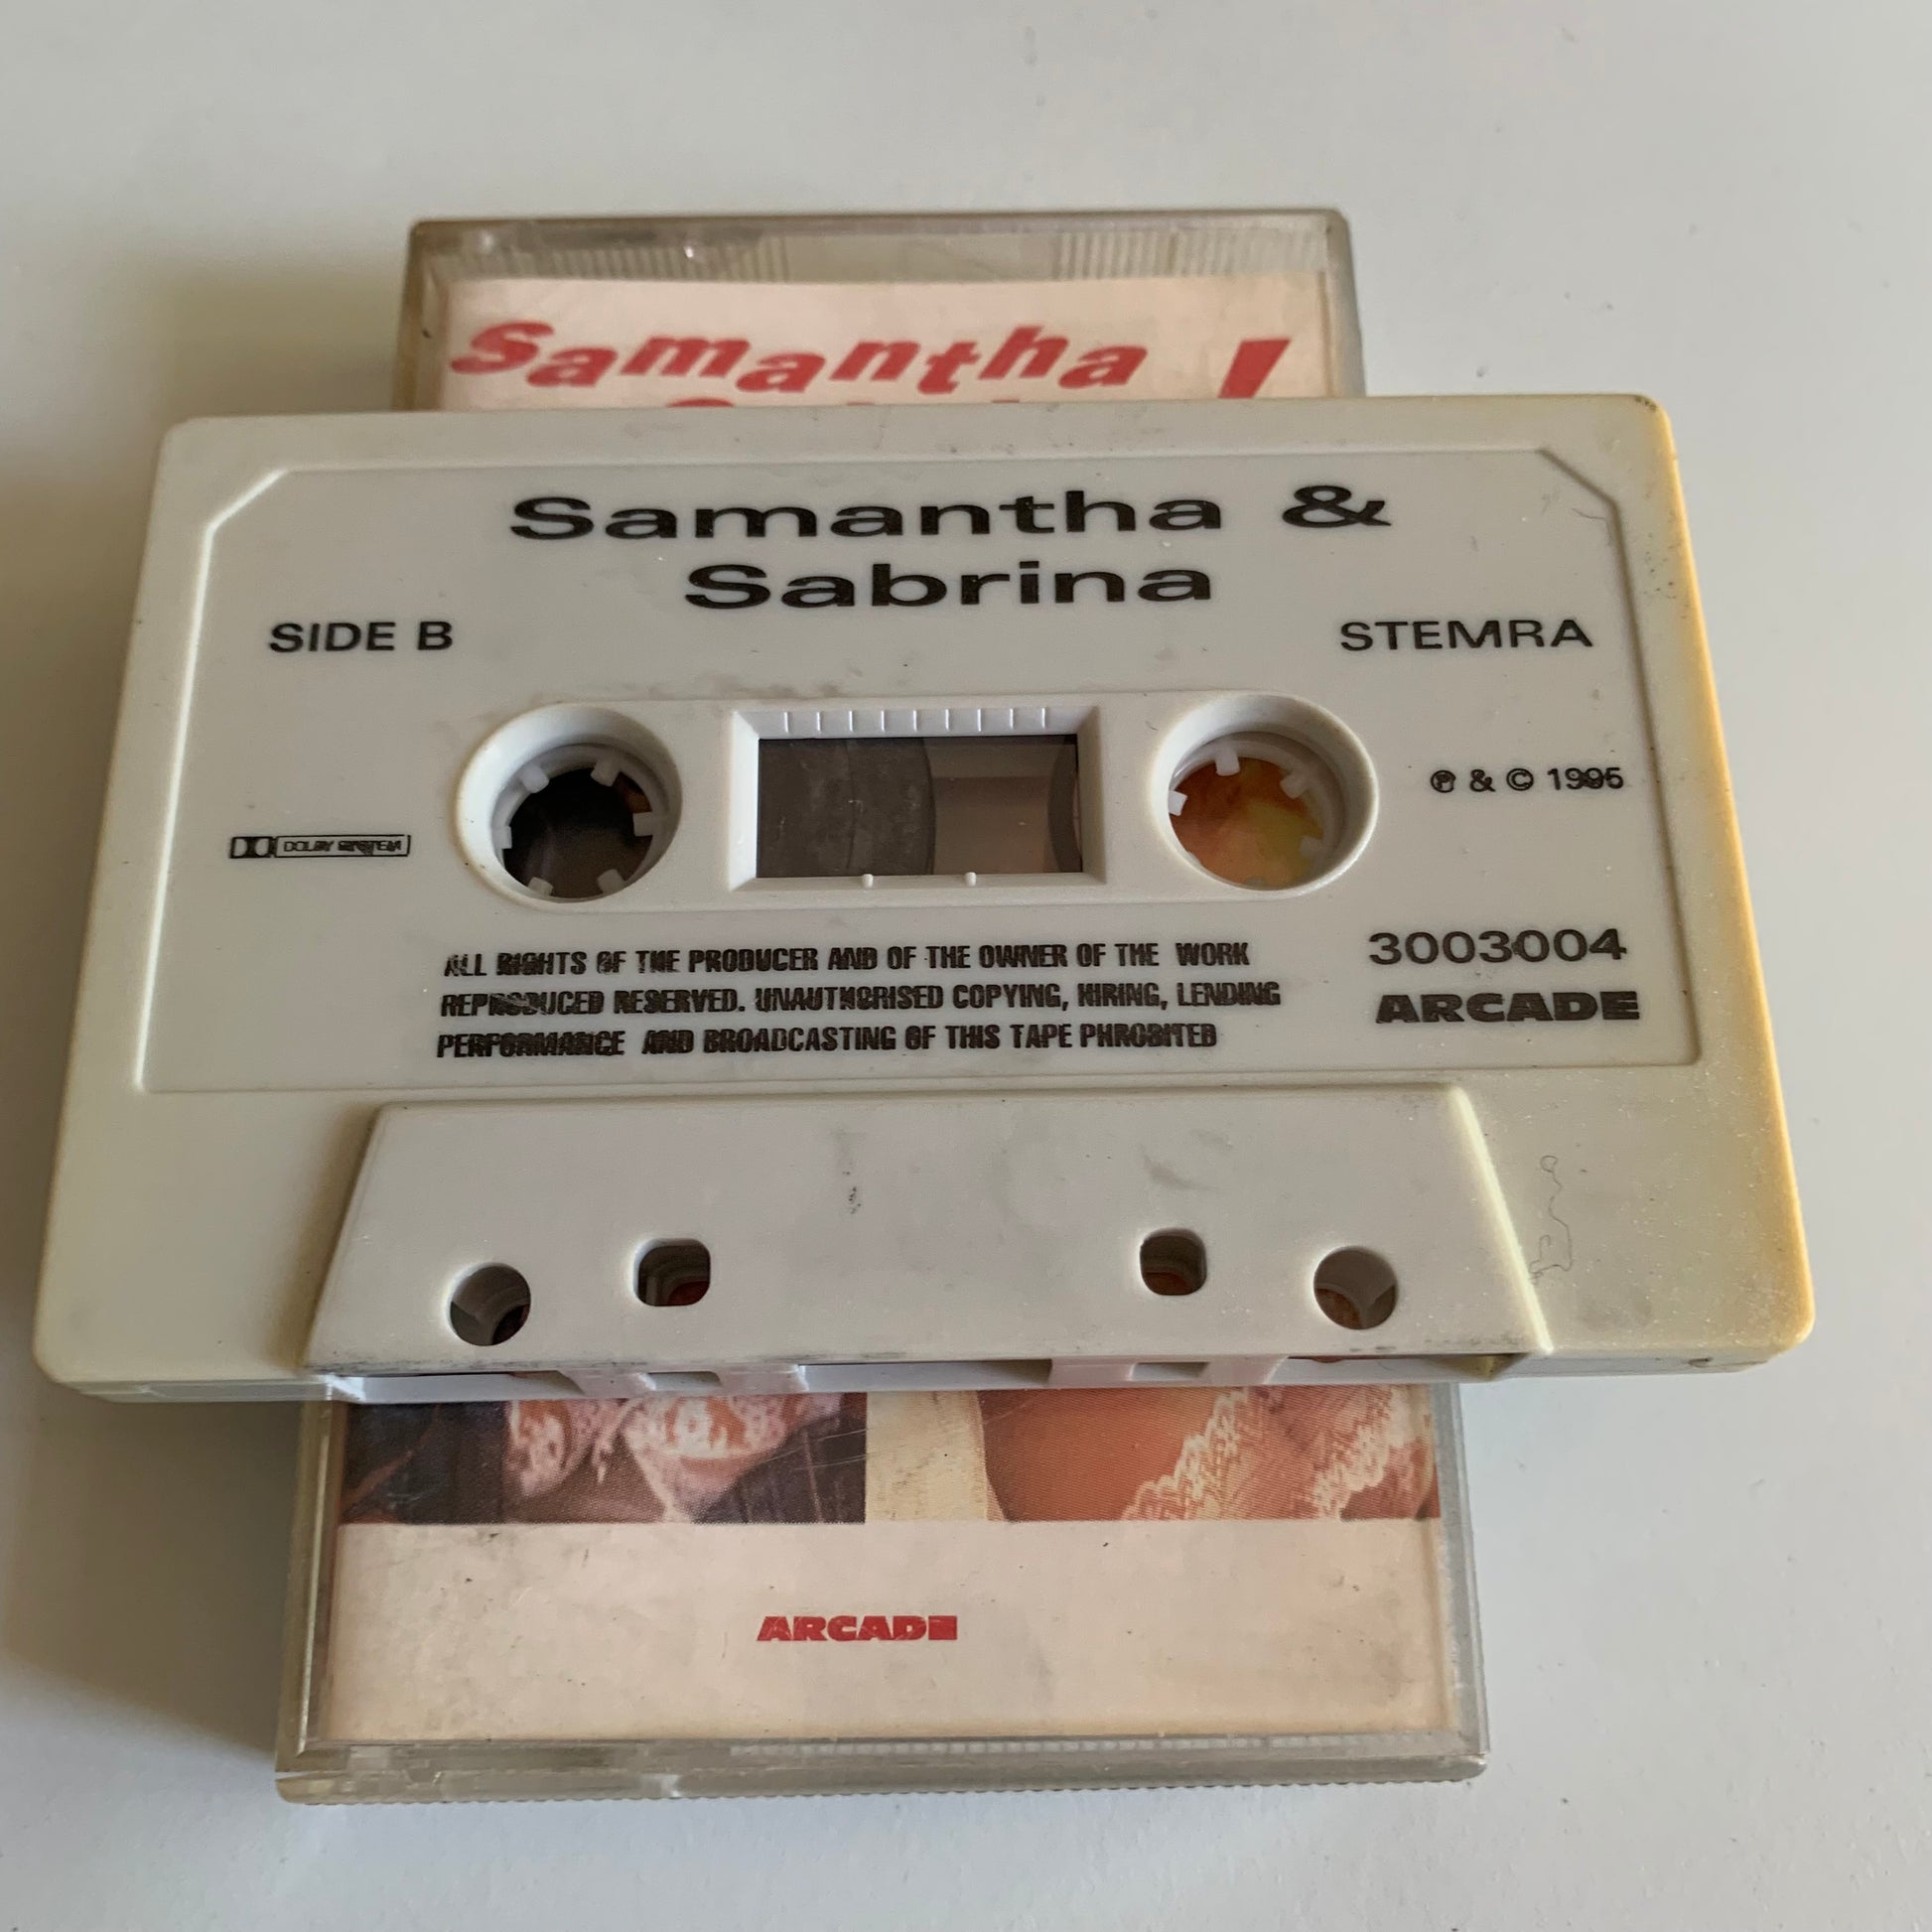 Samantha !
Samantha &
Sabrina
SIDE B
STEMRA
℗ & © 1995
DOLBY SYSTEM
ALL RIGHTS OF THE PRODUCER AND OF THE OWNER OF THE WORK
REPRODUCED RESERVED. UNAUTHORISED COPYING, HIRING, LENDING
PERFORMANCE AND BROADCASTING OF THIS TAPE PHROBITED
3003004
ARCADE
ARCADE